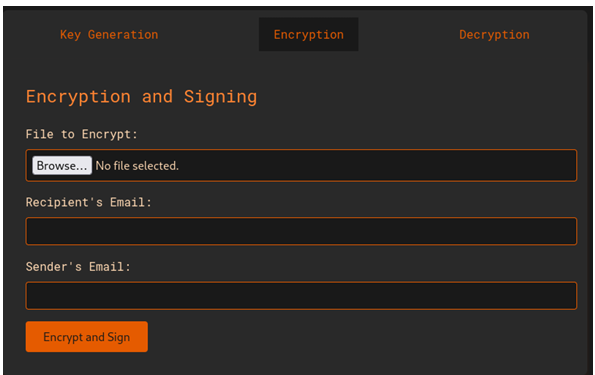 Key Generation Encryption Decryption
Encryption and Signing
File to Encrypt:
Browse... No file selected.
Recipient's Email:
Sender's Email:
Encrypt and Sign